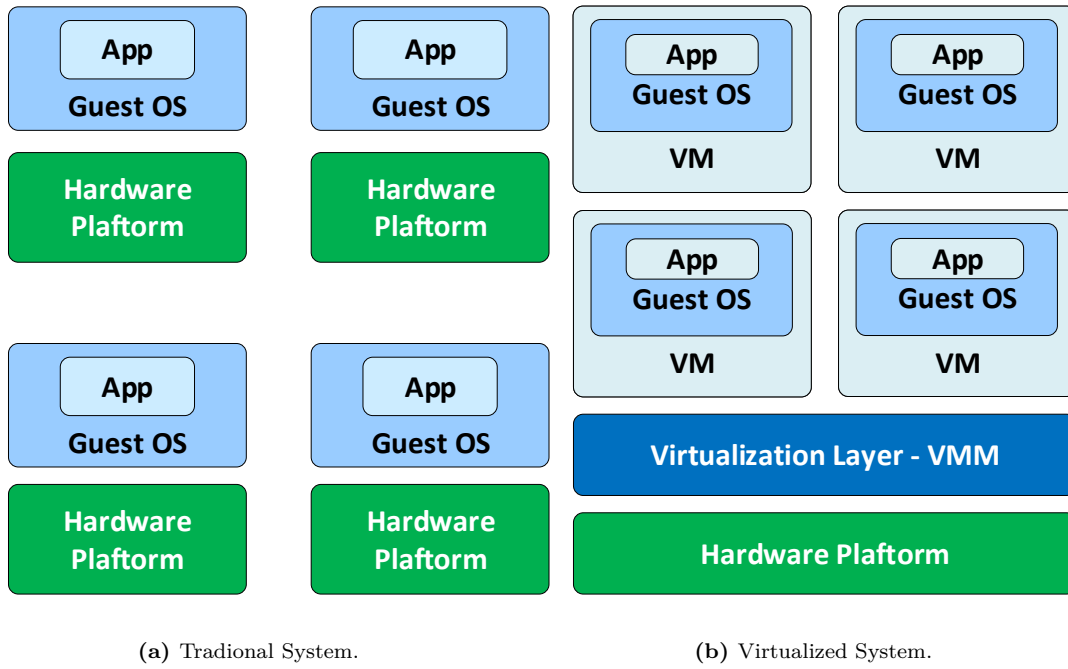 App
Guest OS
Hardware
Plaftorm
App
Guest OS
Hardware
Plaftorm
App
Guest OS
Hardware
Plaftorm
App
Guest OS
Hardware
Plaftorm
(a) Tradional System.
App
Guest OS
VM
App
Guest OS
VM
App
Guest OS
VM
App
Guest OS
VM
Virtualization Layer - VMM
Hardware Plaftorm
(b) Virtualized System.